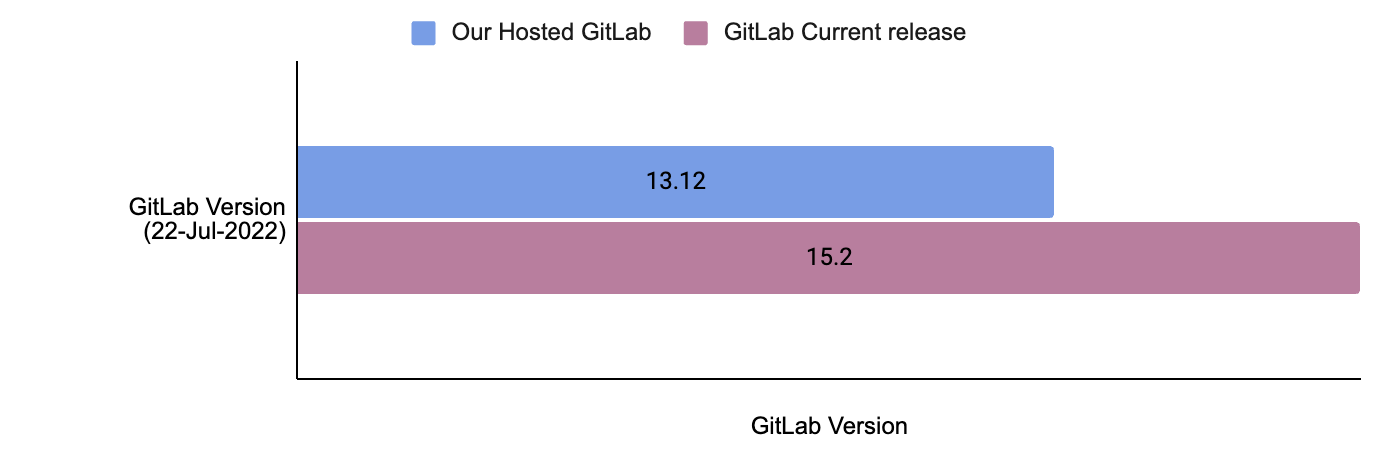 Our Hosted GitLab
GitLab Current release
13.12
GitLab Version
(22-Jul-2022)
15.2
GitLab Version